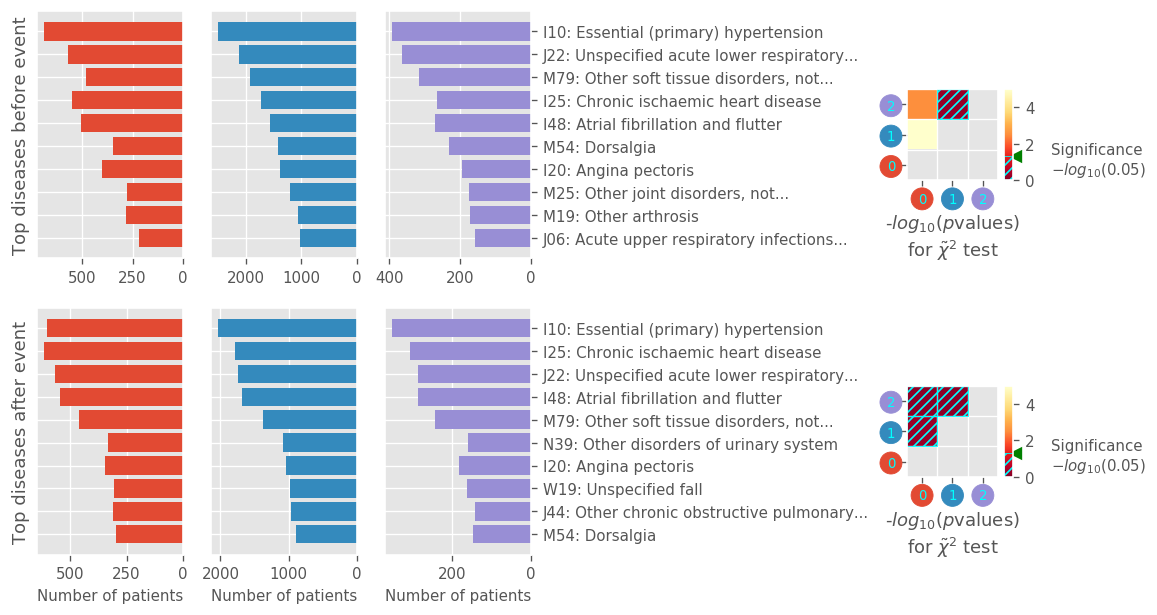 Top diseases before event
I10: Essential (primary) hypertension
J22: Unspecified acute lower respiratory...
M79: Other soft tissue disorders, not...
I25: Chronic ischaemic heart disease
I48: Atrial fibrillation and flutter
M54: Dorsalgia
I20: Angina pectoris
M25: Other joint disorders, not...
M19: Other arthrosis
J06: Acute upper respiratory infections...
500 250 0
2000 1000 0
400 200 0
2
1
0
0 1 2
4
2
0
Significance
−log₁₀(0.05)
-log₁₀(pvalues)
for χ̃² test
Top diseases after event
I10: Essential (primary) hypertension
I25: Chronic ischaemic heart disease
J22: Unspecified acute lower respiratory...
I48: Atrial fibrillation and flutter
M79: Other soft tissue disorders, not...
N39: Other disorders of urinary system
I20: Angina pectoris
W19: Unspecified fall
J44: Other chronic obstructive pulmonary...
M54: Dorsalgia
500 250 0
2000 1000 0
200 0
Number of patients
Number of patients
Number of patients
2
1
0
0 1 2
4
2
0
Significance
−log₁₀(0.05)
-log₁₀(pvalues)
for χ̃² test